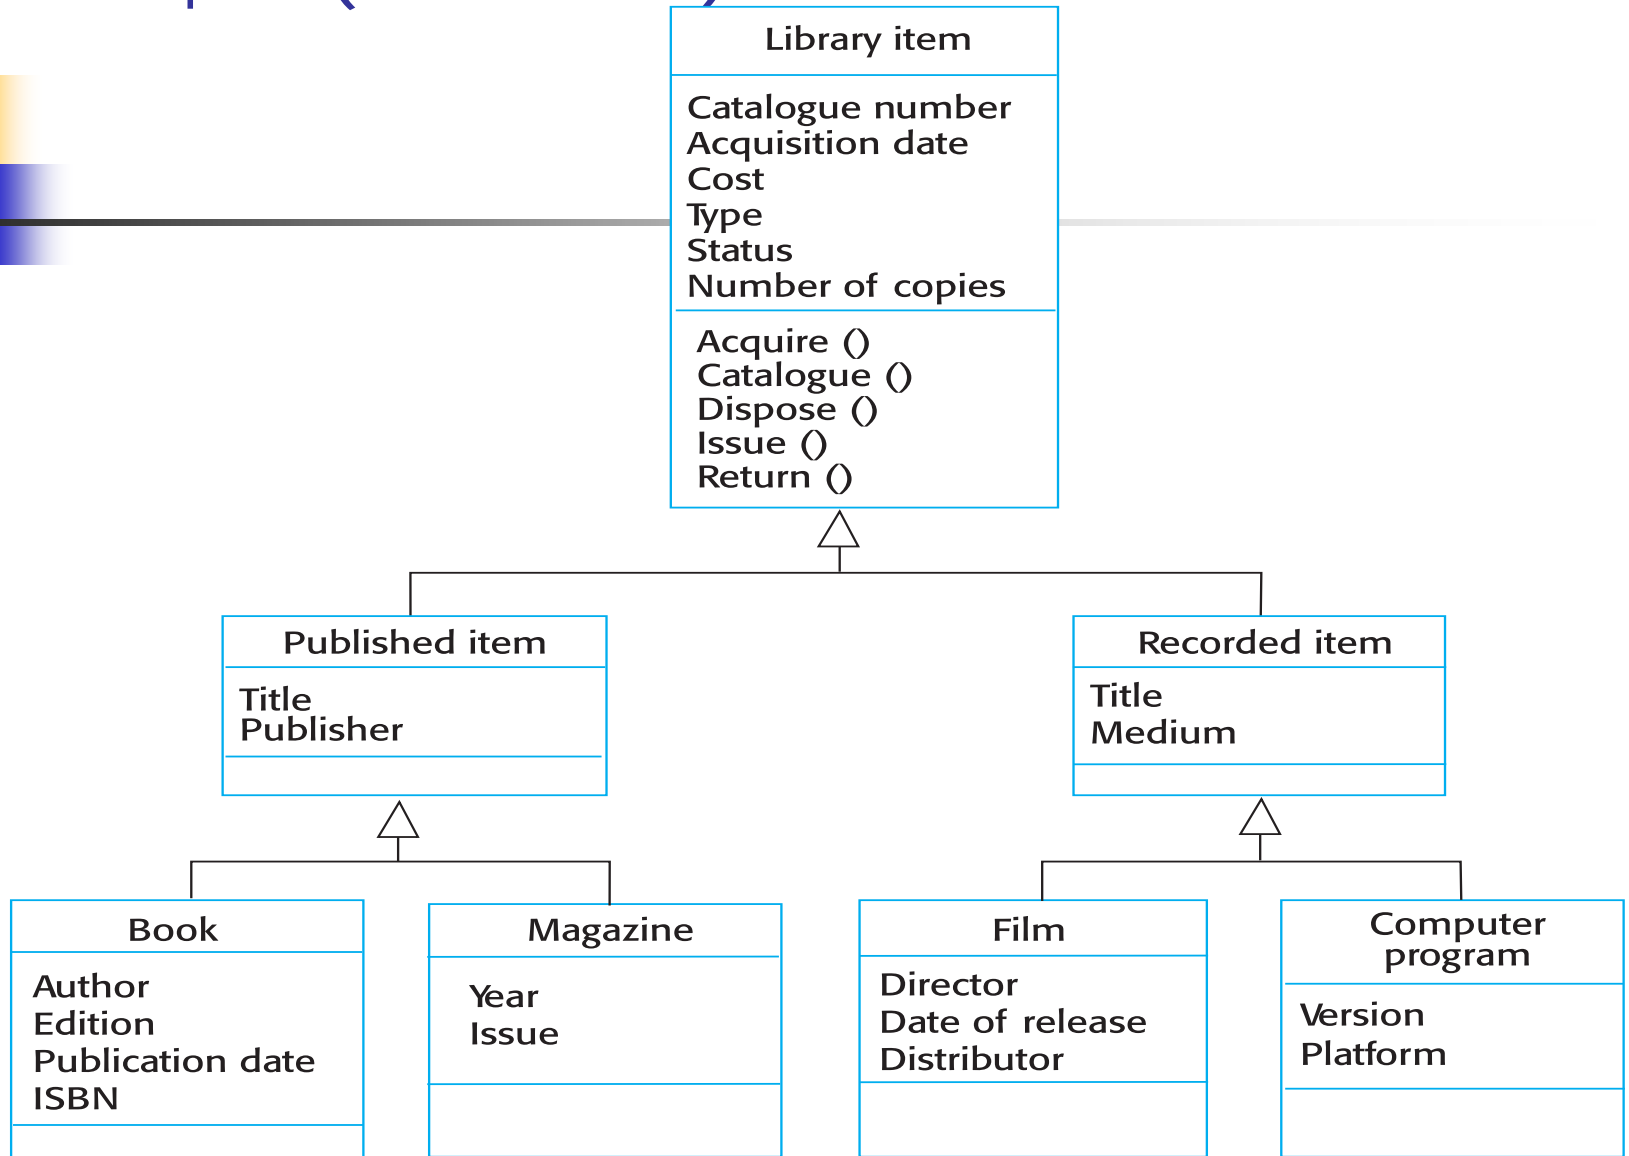 Library item
Catalogue number
Acquisition date
Cost
Type
Status
Number of copies
Acquire ()
Catalogue ()
Dispose ()
Issue ()
Return ()
Published item
Title
Publisher
Recorded item
Title
Medium
Book
Author
Edition
Publication date
ISBN
Magazine
Year
Issue
Film
Director
Date of release
Distributor
Computer
program
Version
Platform